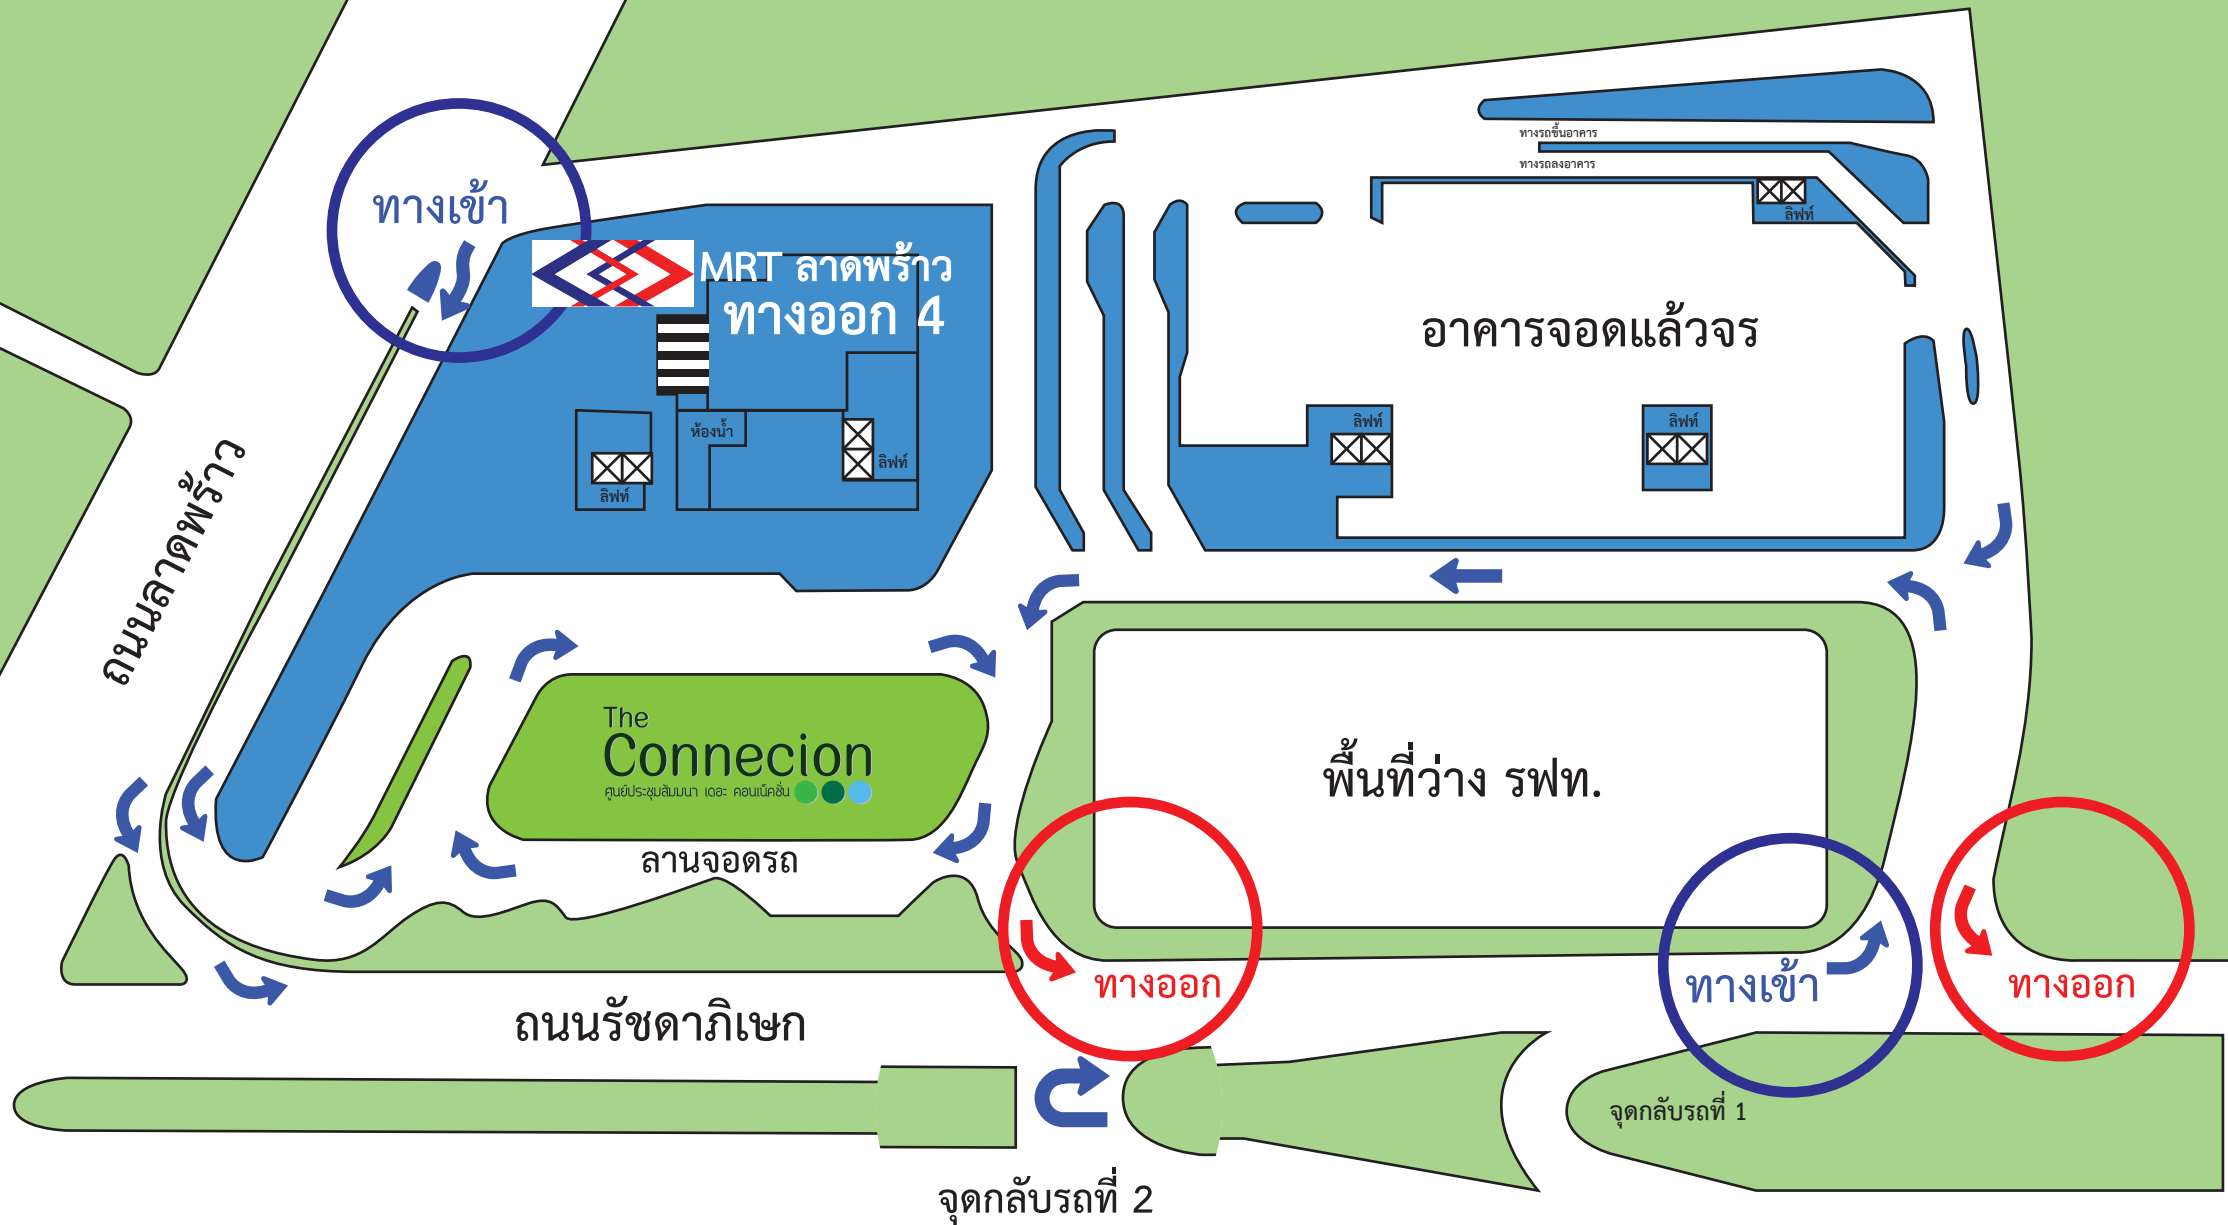 ทางรถขึ้นอาคาร
ทางรถลงอาคาร
ลิฟท์
ทางเข้า
MRT ลาดพร้าว
ทางออก 4
อาคารจอดแล้วจร
ห้องน้ำ
ลิฟท์
ลิฟท์
ลิฟท์
ลิฟท์
ถนนลาดพร้าว
The
Connecion
ศูนย์ประชุมสัมมนา เดอะ คอนเน็คชั่น
ลานจอดรถ
พื้นที่ว่าง รฟท.
ทางออก
ทางเข้า
ทางออก
ถนนรัชดาภิเษก
จุดกลับรถที่ 1
จุดกลับรถที่ 2